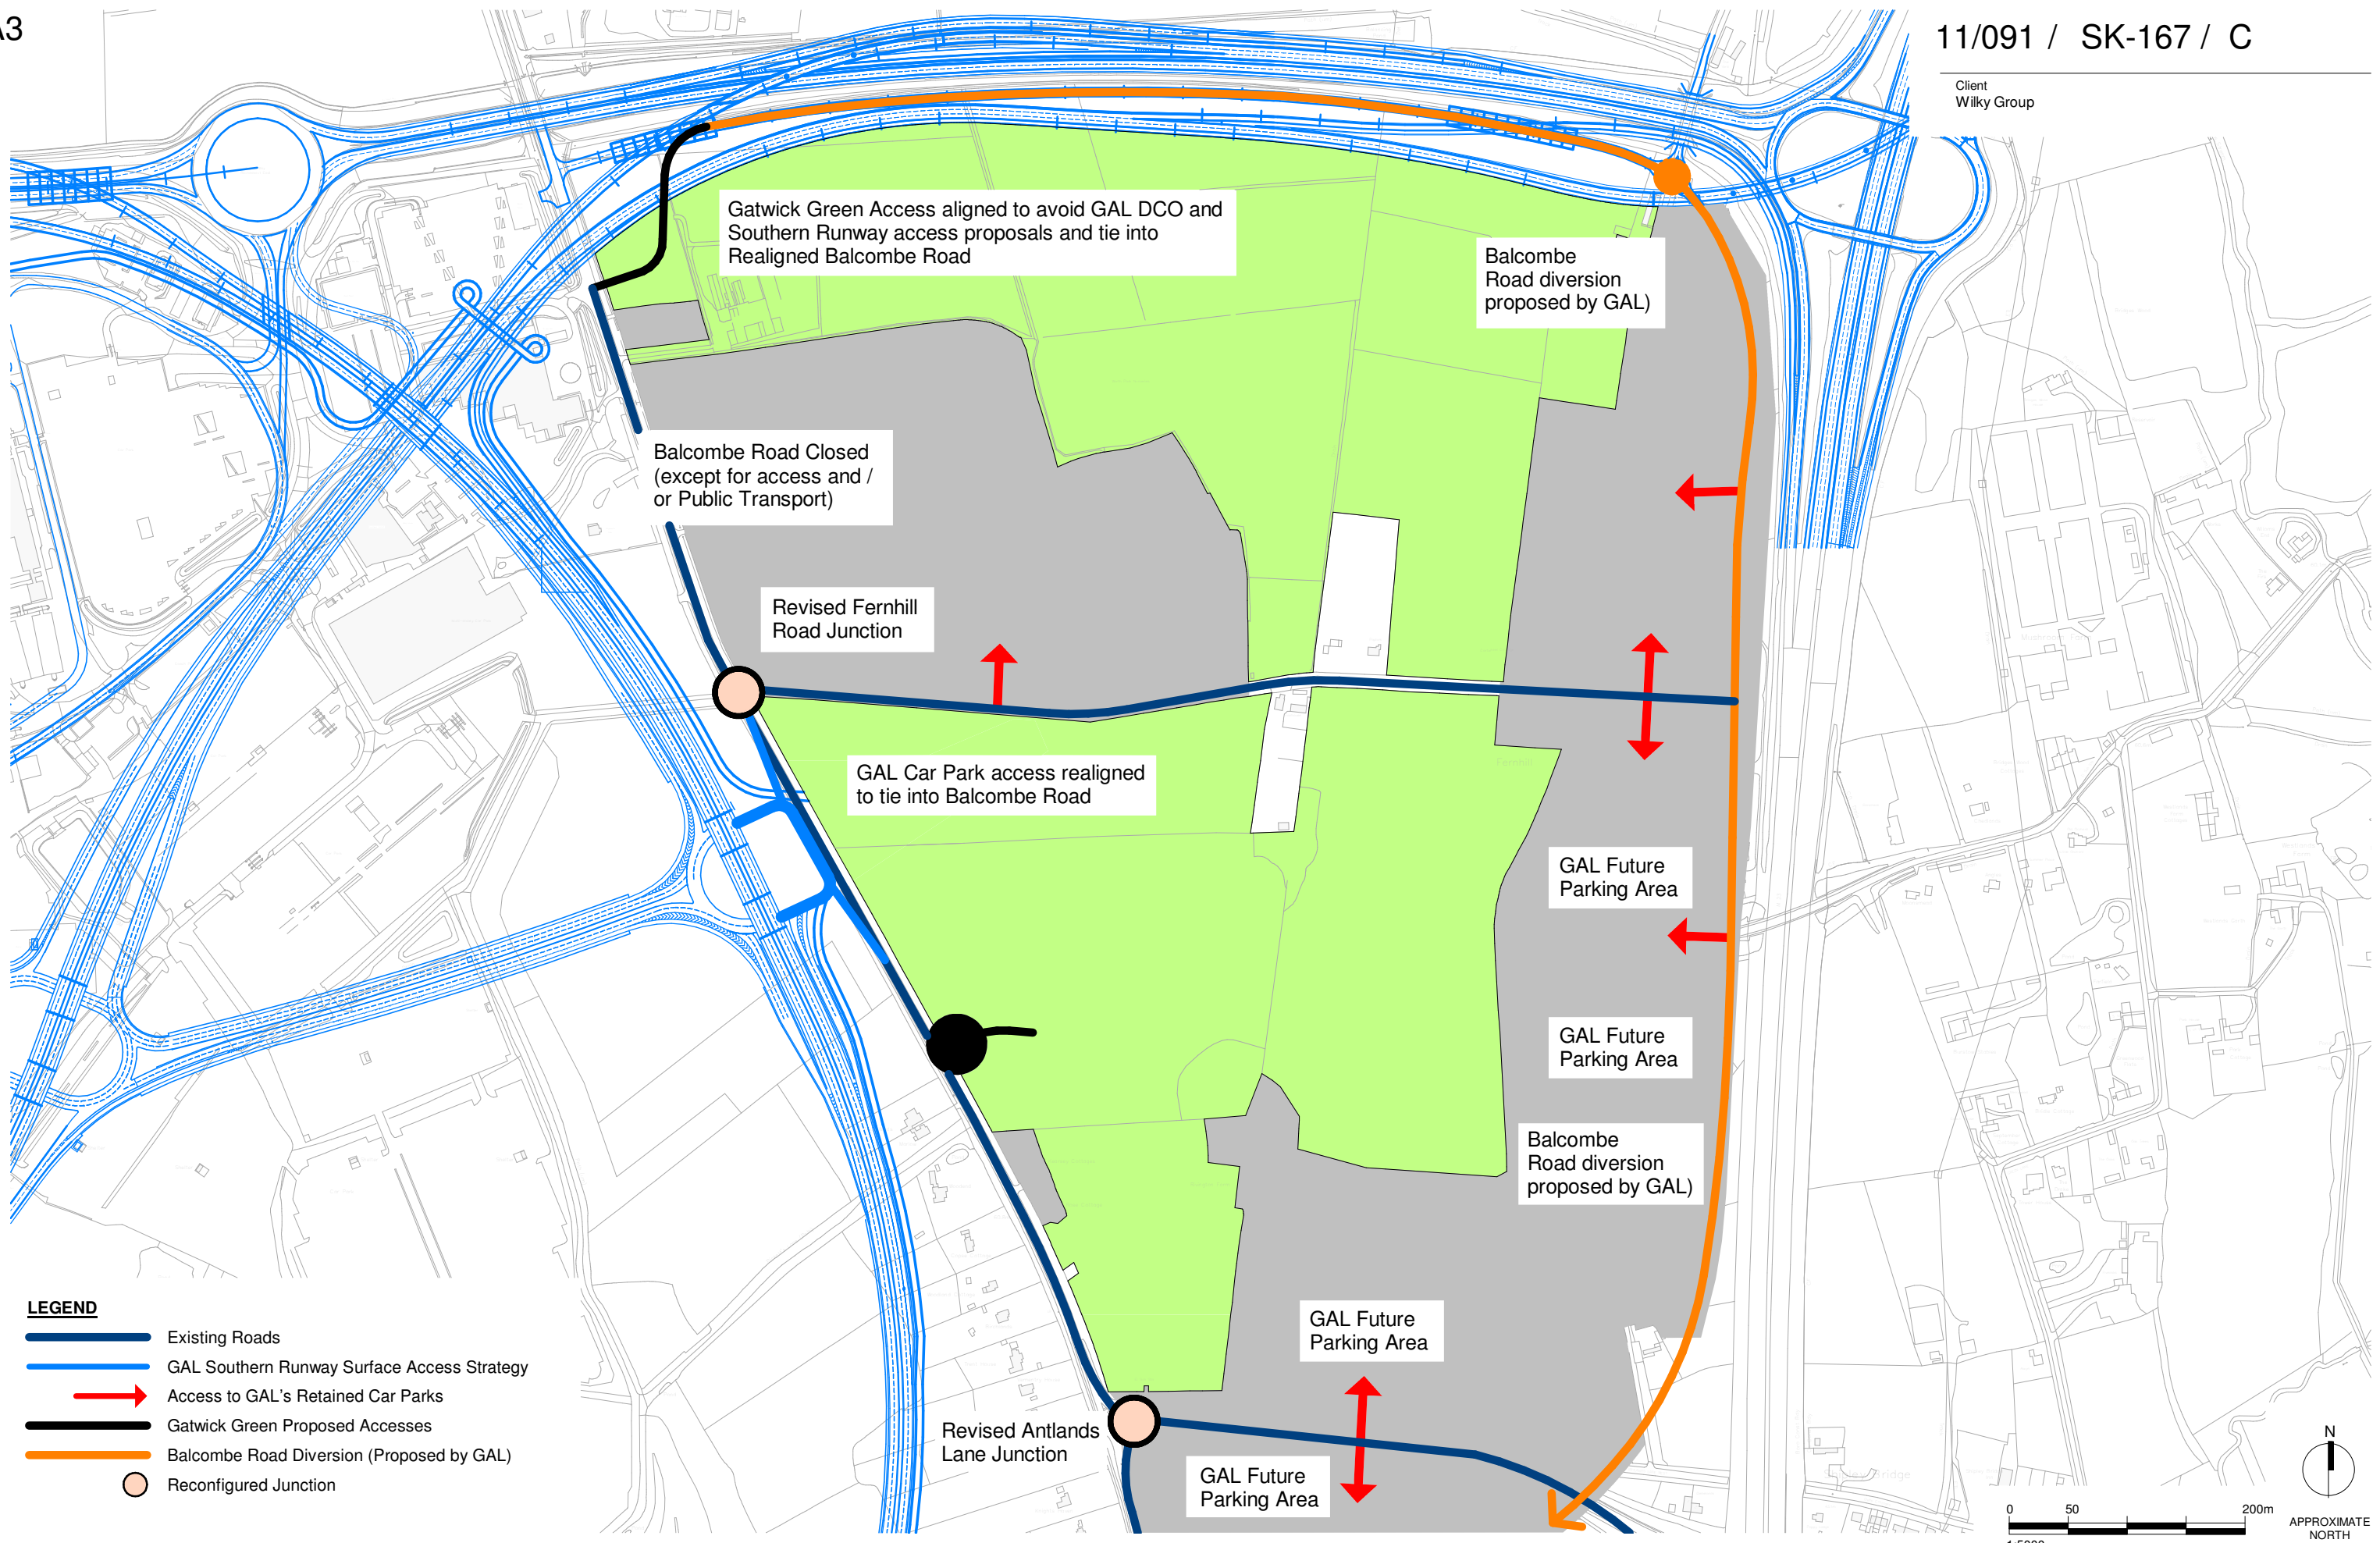 A3
11/091 / SK-167 / C
Client
Wilky Group
Gatwick Green Access aligned to avoid GAL DCO and
Southern Runway access proposals and tie into
Realigned Balcombe Road
Balcombe
Road diversion
proposed by GAL)
Balcombe Road Closed
(except for access and /
or Public Transport)
Revised Fernhill
Road Junction
GAL Car Park access realigned
to tie into Balcombe Road
Fernhill
GAL Future
Parking Area
GAL Future
Parking Area
Balcombe
Road diversion
proposed by GAL)
GAL Future
Parking Area
Revised Antlands
Lane Junction
GAL Future
Parking Area
LEGEND
Existing Roads
GAL Southern Runway Surface Access Strategy
Access to GAL's Retained Car Parks
Gatwick Green Proposed Accesses
Balcombe Road Diversion (Proposed by GAL)
Reconfigured Junction
N
0 50 200m
APPROXIMATE
NORTH
1:5000